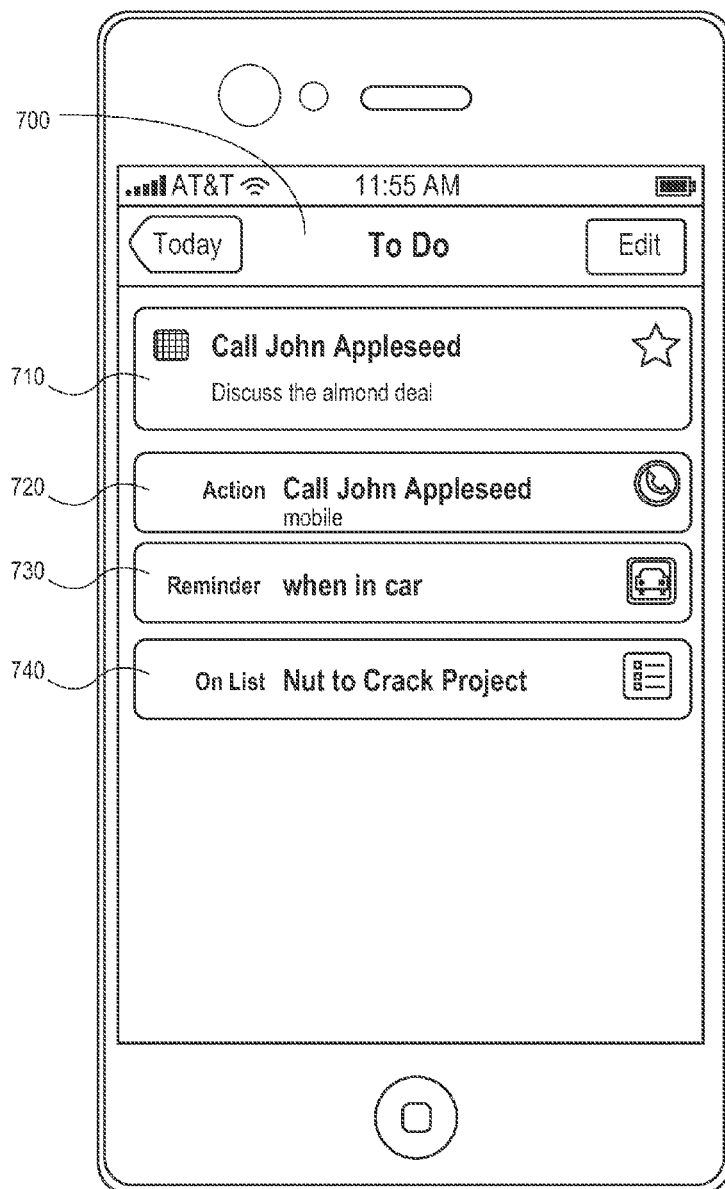 700
AT&T 11:55 AM
Today To Do Edit
710
Call John Appleseed
Discuss the almond deal
720
Action Call John Appleseed
mobile
730
Reminder when in car
740
On List Nut to Crack Project